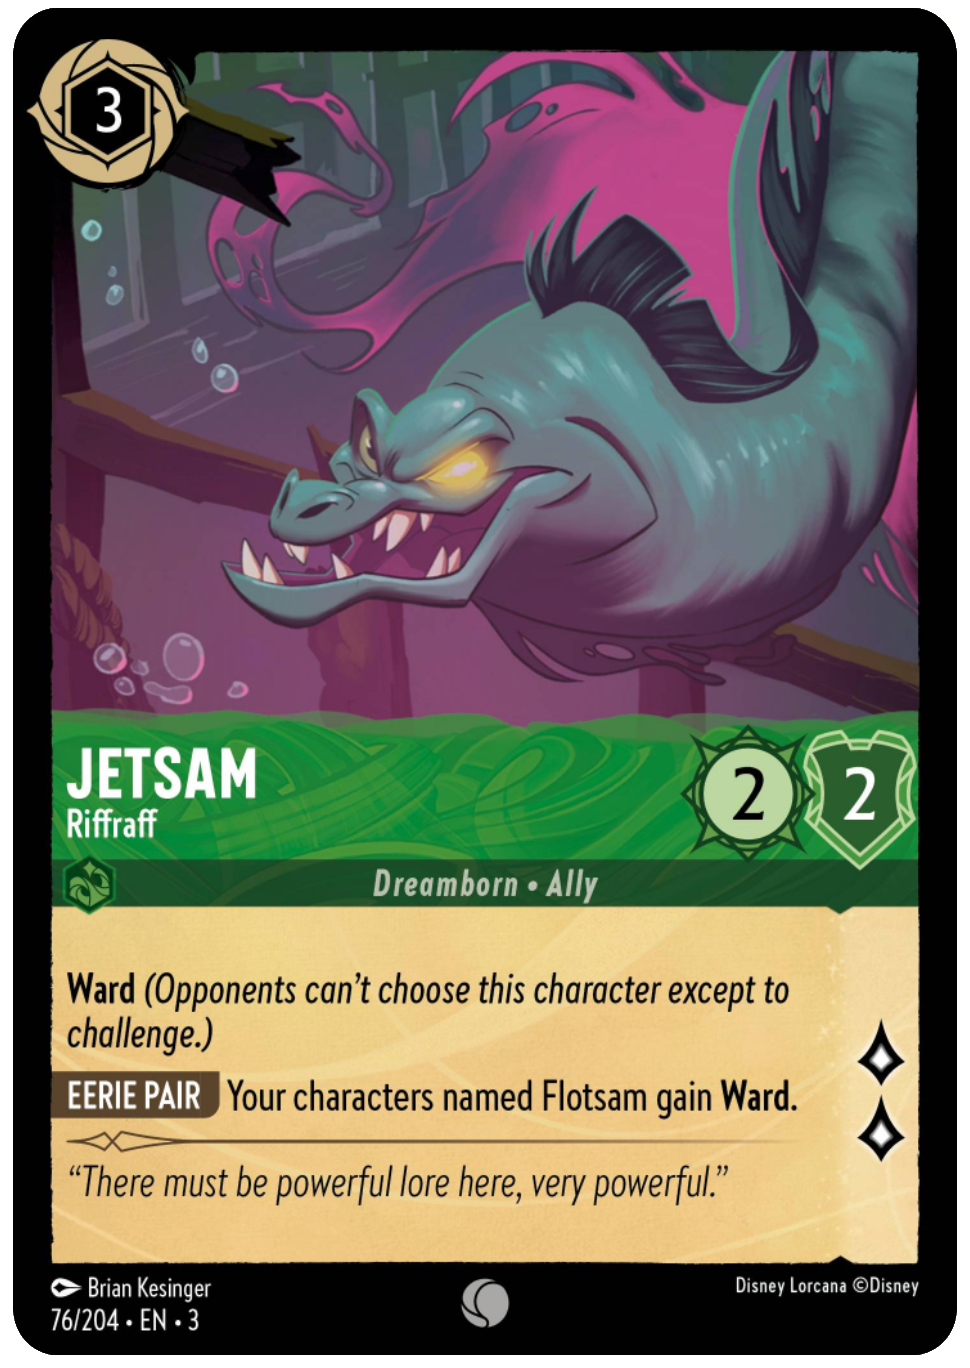 3
JETSAM
Riffraff
2
2
Dreamborn • Ally
Ward (Opponents can't choose this character except to
challenge.)
EERIE PAIR Your characters named Flotsam gain Ward.
“There must be powerful lore here, very powerful.”
Brian Kesinger
Disney Lorcana ©Disney
76/204 • EN • 3